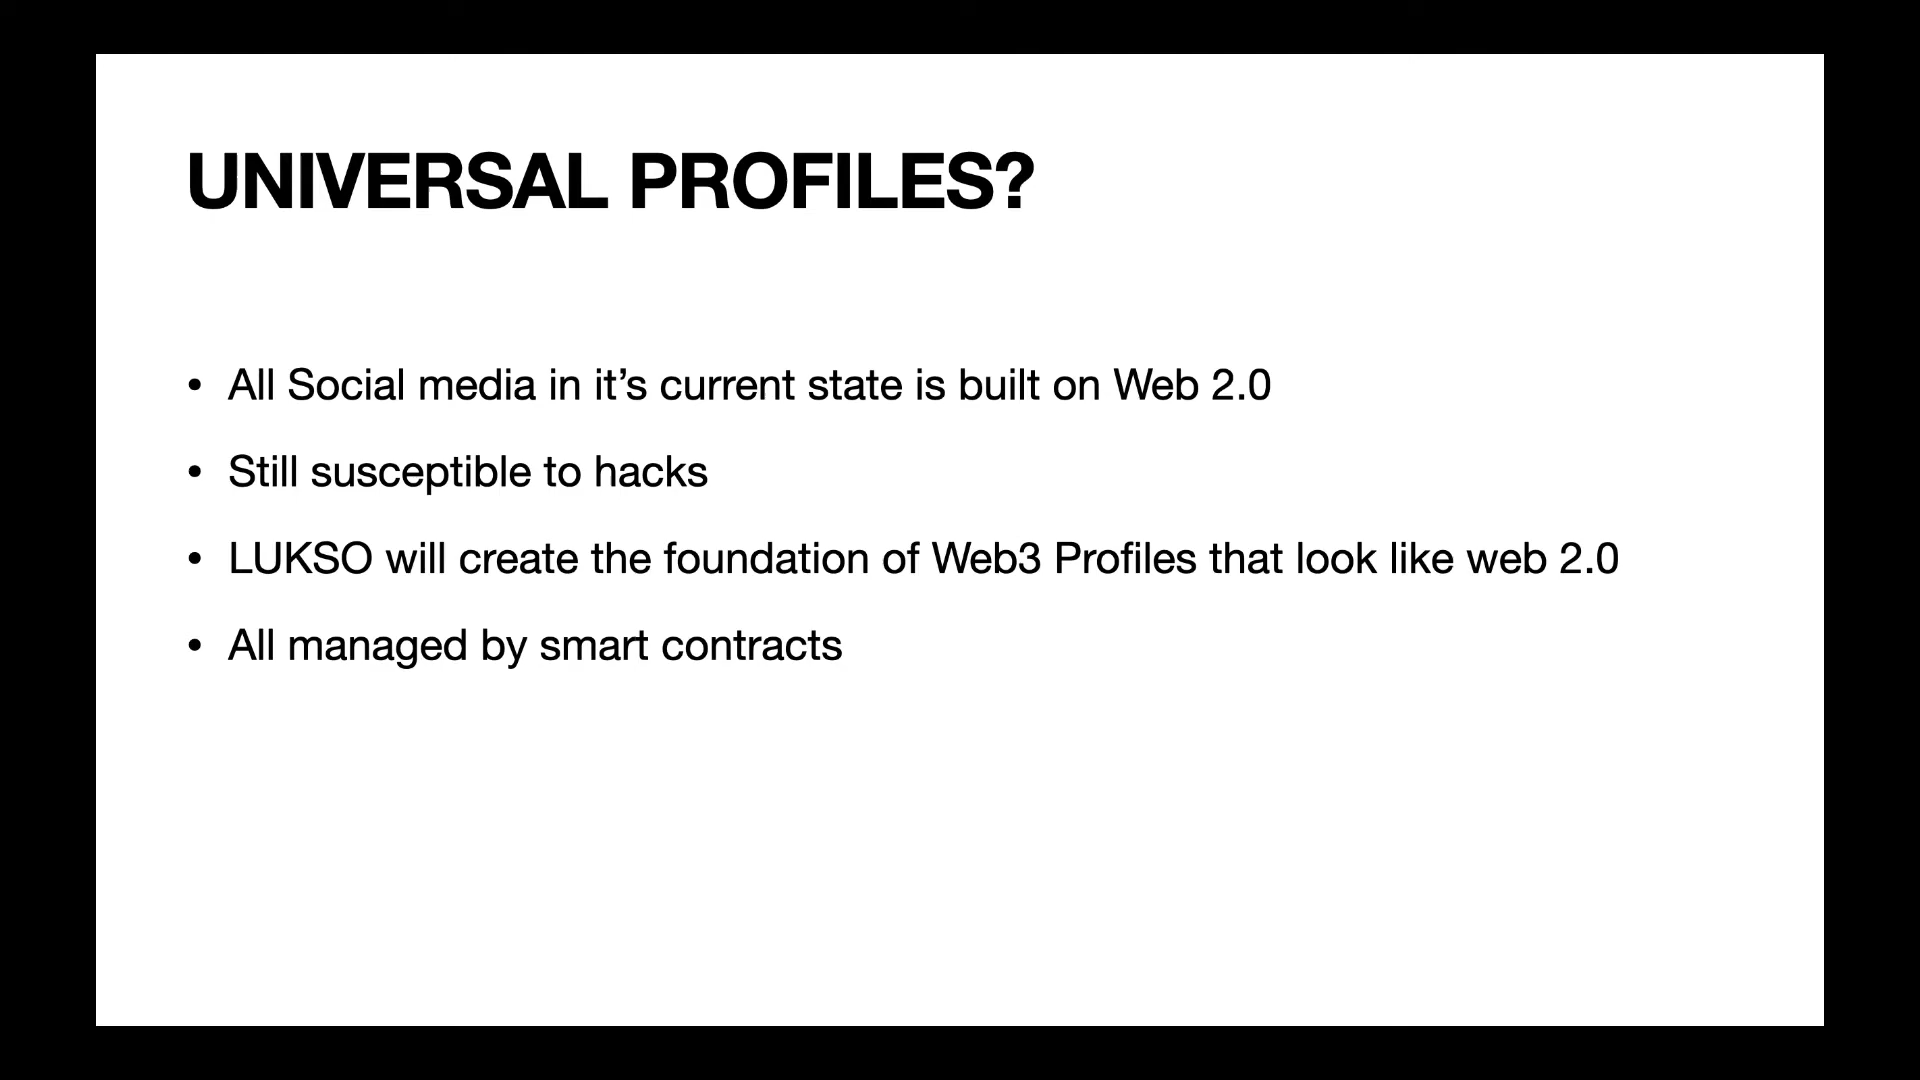 UNIVERSAL PROFILES?
• All Social media in it’s current state is built on Web 2.0
• Still susceptible to hacks
• LUKSO will create the foundation of Web3 Profiles that look like web 2.0
• All managed by smart contracts